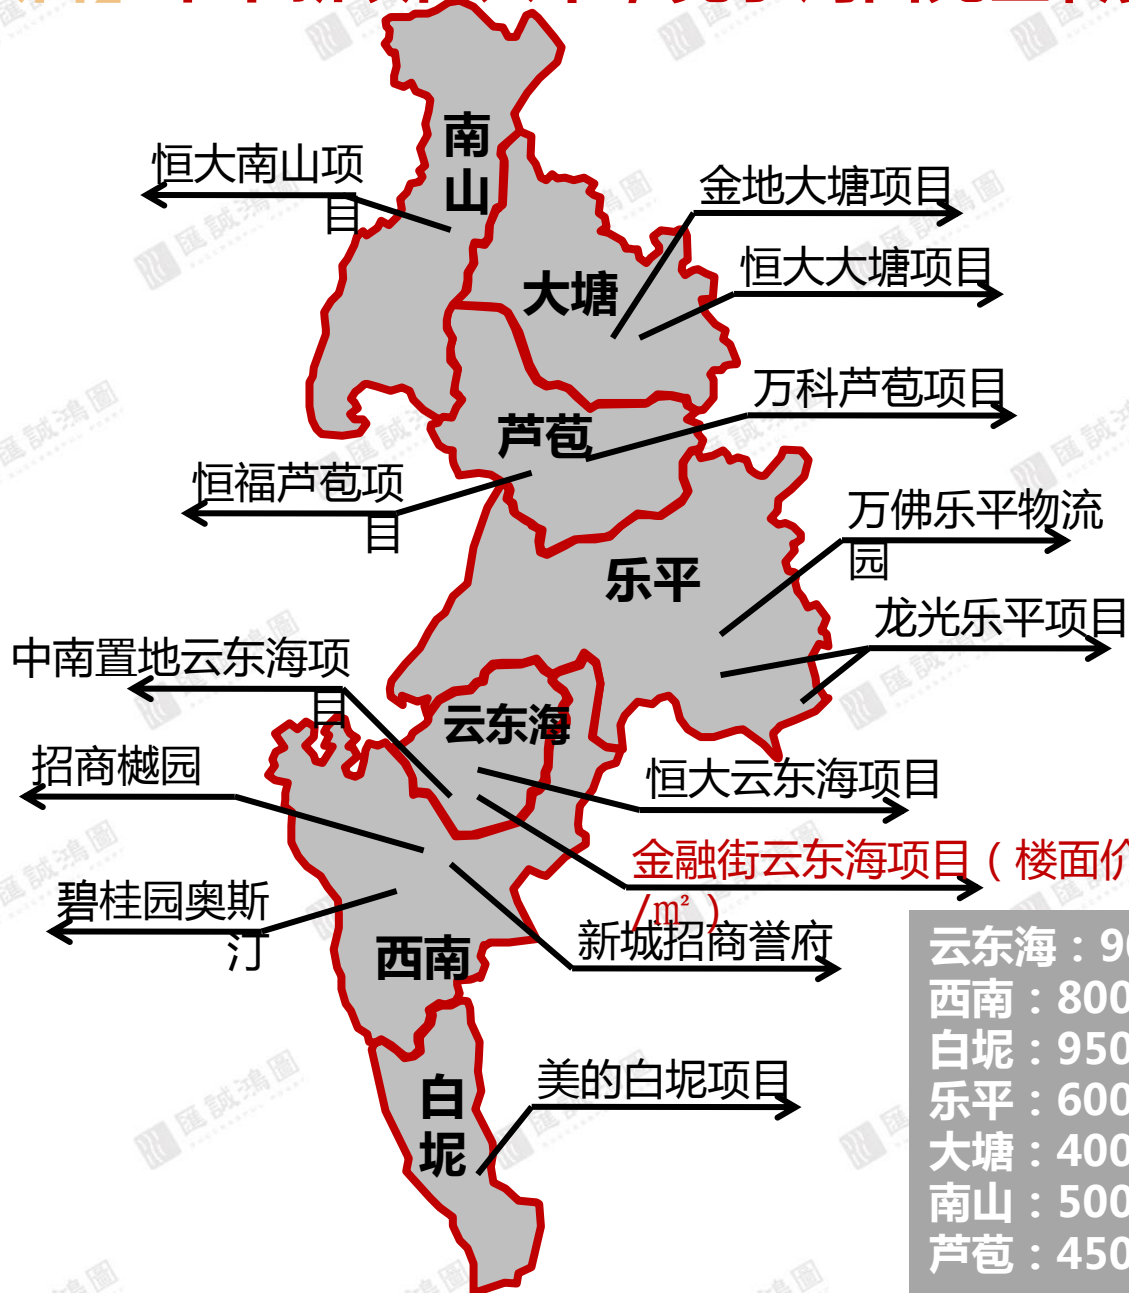 南
山
恒大南山项
目
金地大塘项目
恒大大塘项目
大塘
万科芦苞项目
芦苞
恒福芦苞项
目
万佛乐平物流
园
乐平
龙光乐平项目
中南置地云东海项
目
云东海
招商樾园
恒大云东海项目
金融街云东海项目（楼面价
/㎡）
碧桂园奥斯
汀
新城招商誉府
西南
云东海：90
西南：800
白坭：950
乐平：600
大塘：400
南山：500
芦苞：450
美的白坭项目
白
坭
匯誠鴻圖